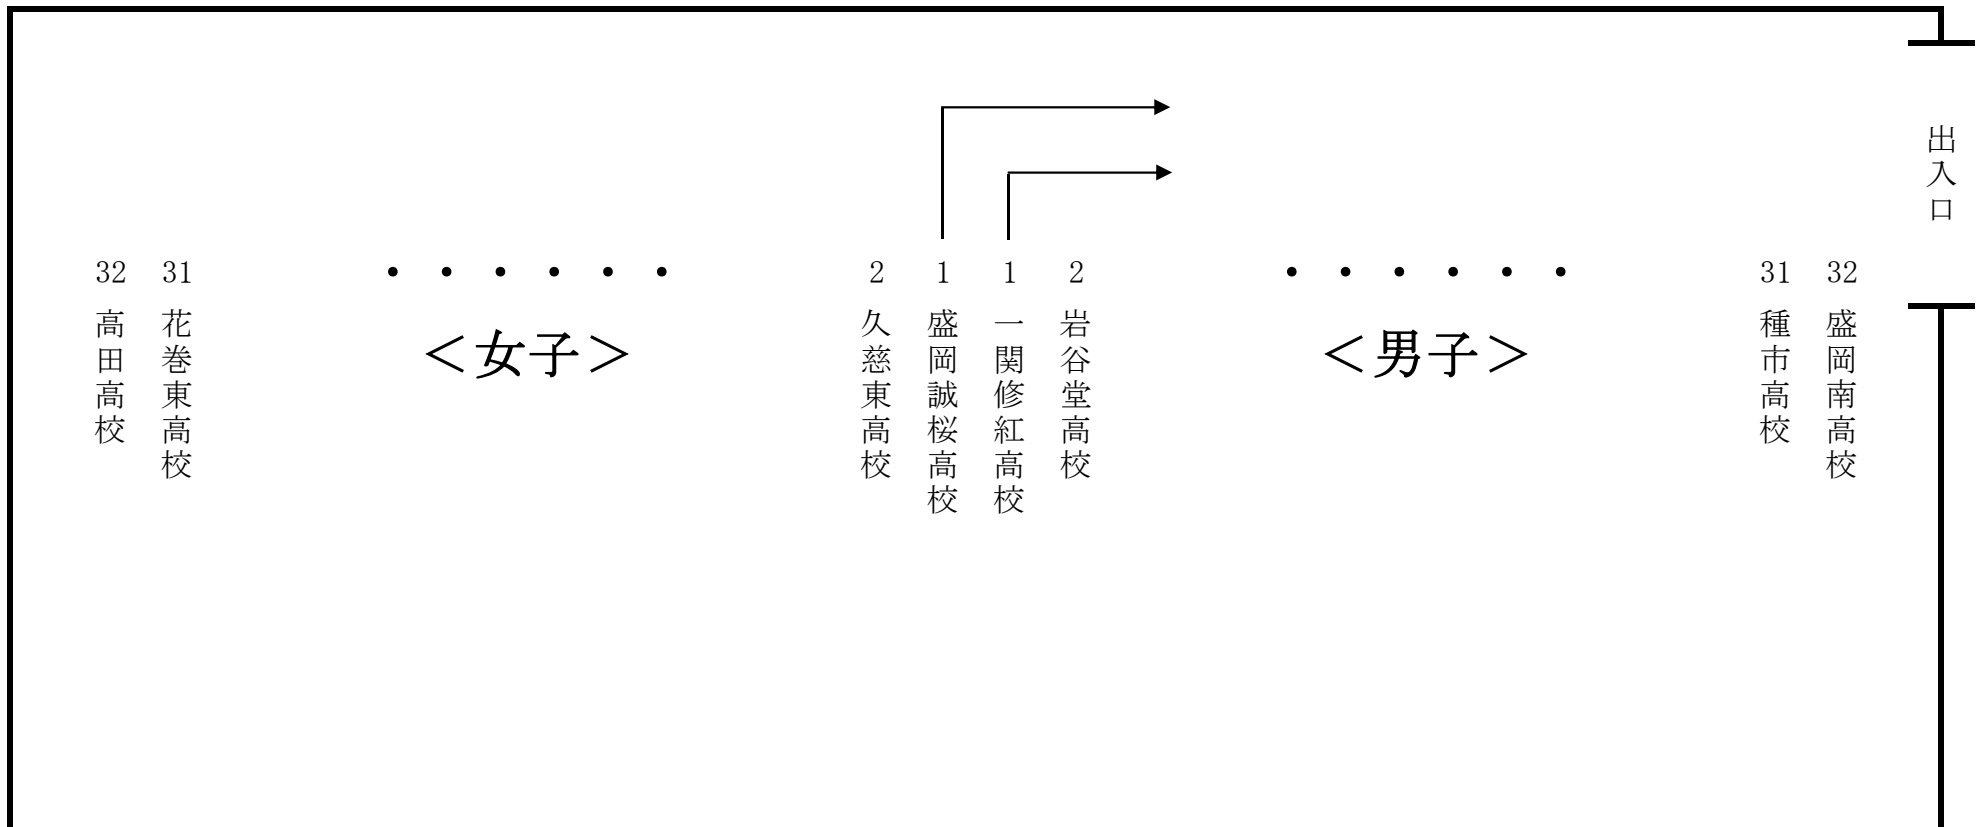 出入口
32 31 ・・・・・・ 2 1 1 2 ・・・・・・ 31 32
盛岡南高校
種市高校
＜男子＞
岩谷堂高校
一関修紅高校
盛岡誠桜高校
久慈東高校
＜女子＞
花巻東高校
高田高校